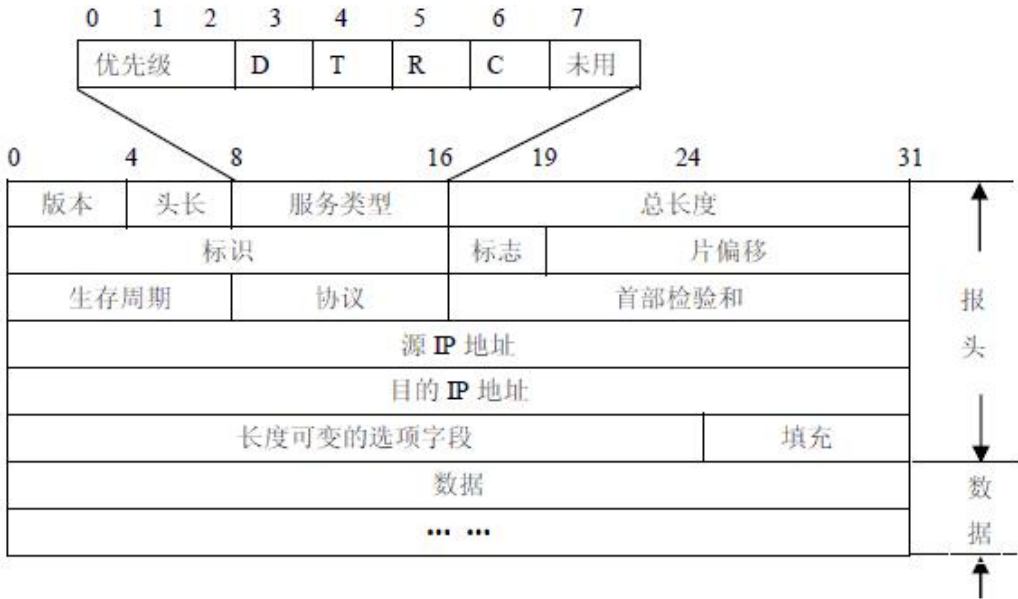 0 1 2 3 4 5 6 7
优先级 D T R C 未用
0 4 8 16 19 24 31
版本 头长 服务类型 总长度
标识 标志 片偏移
生存周期 协议 首部检验和
源 IP 地址
目的 IP 地址
长度可变的选项字段 填充
报
头
数据
... ...
数
据